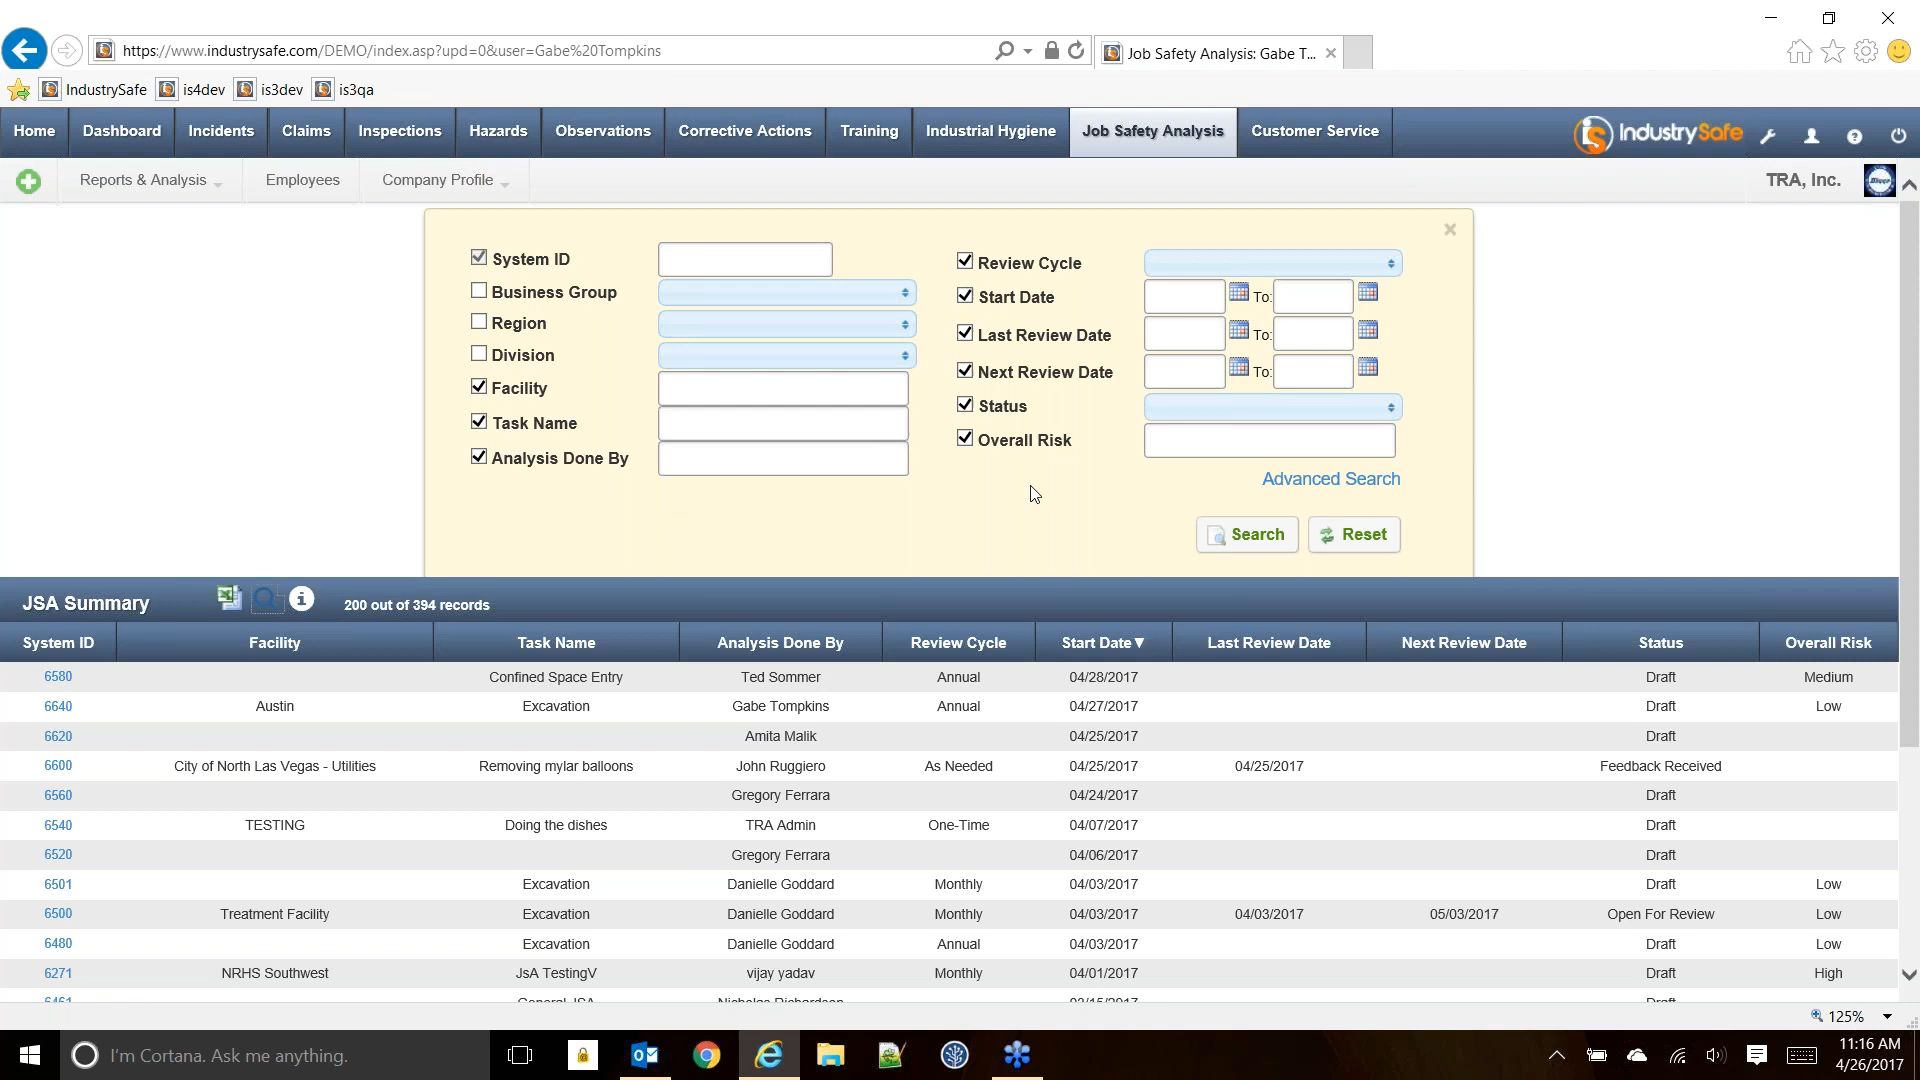 https://www.industrysafe.com/DEMO/index.asp?upd=0&user=Gabe%20Tompkins
Job Safety Analysis: Gabe T...
IndustrySafe is4dev is3dev is3qa
Home Dashboard Incidents Claims Inspections Hazards Observations Corrective Actions Training Industrial Hygiene Job Safety Analysis Customer Service IndustrySafe
Reports & Analysis Employees Company Profile TRA, Inc.
System ID
Business Group
Region
Division
Facility
Task Name
Analysis Done By
Review Cycle
Start Date To:
Last Review Date To:
Next Review Date To:
Status
Overall Risk
Advanced Search
Search Reset
JSA Summary 200 out of 394 records
System ID Facility Task Name Analysis Done By Review Cycle Start Date▼ Last Review Date Next Review Date Status Overall Risk
6580 Confined Space Entry Ted Sommer Annual 04/28/2017 Draft Medium
6640 Austin Excavation Gabe Tompkins Annual 04/27/2017 Draft Low
6620 Amita Malik 04/25/2017 Draft
6600 City of North Las Vegas - Utilities Removing mylar balloons John Ruggiero As Needed 04/25/2017 04/25/2017 Feedback Received
6560 Gregory Ferrara 04/24/2017 Draft
6540 TESTING Doing the dishes TRA Admin One-Time 04/07/2017 Draft
6520 Gregory Ferrara 04/06/2017 Draft
6501 Excavation Danielle Goddard Monthly 04/03/2017 Draft Low
6500 Treatment Facility Excavation Danielle Goddard Monthly 04/03/2017 04/03/2017 05/03/2017 Open For Review Low
6480 Excavation Danielle Goddard Annual 04/03/2017 Draft Low
6271 NRHS Southwest JsA TestingV vijay yadav Monthly 04/01/2017 Draft High
6461 General JSA Nicholas Richardson 03/15/2017 Draft
125%
I'm Cortana. Ask me anything.
11:16 AM
4/26/2017